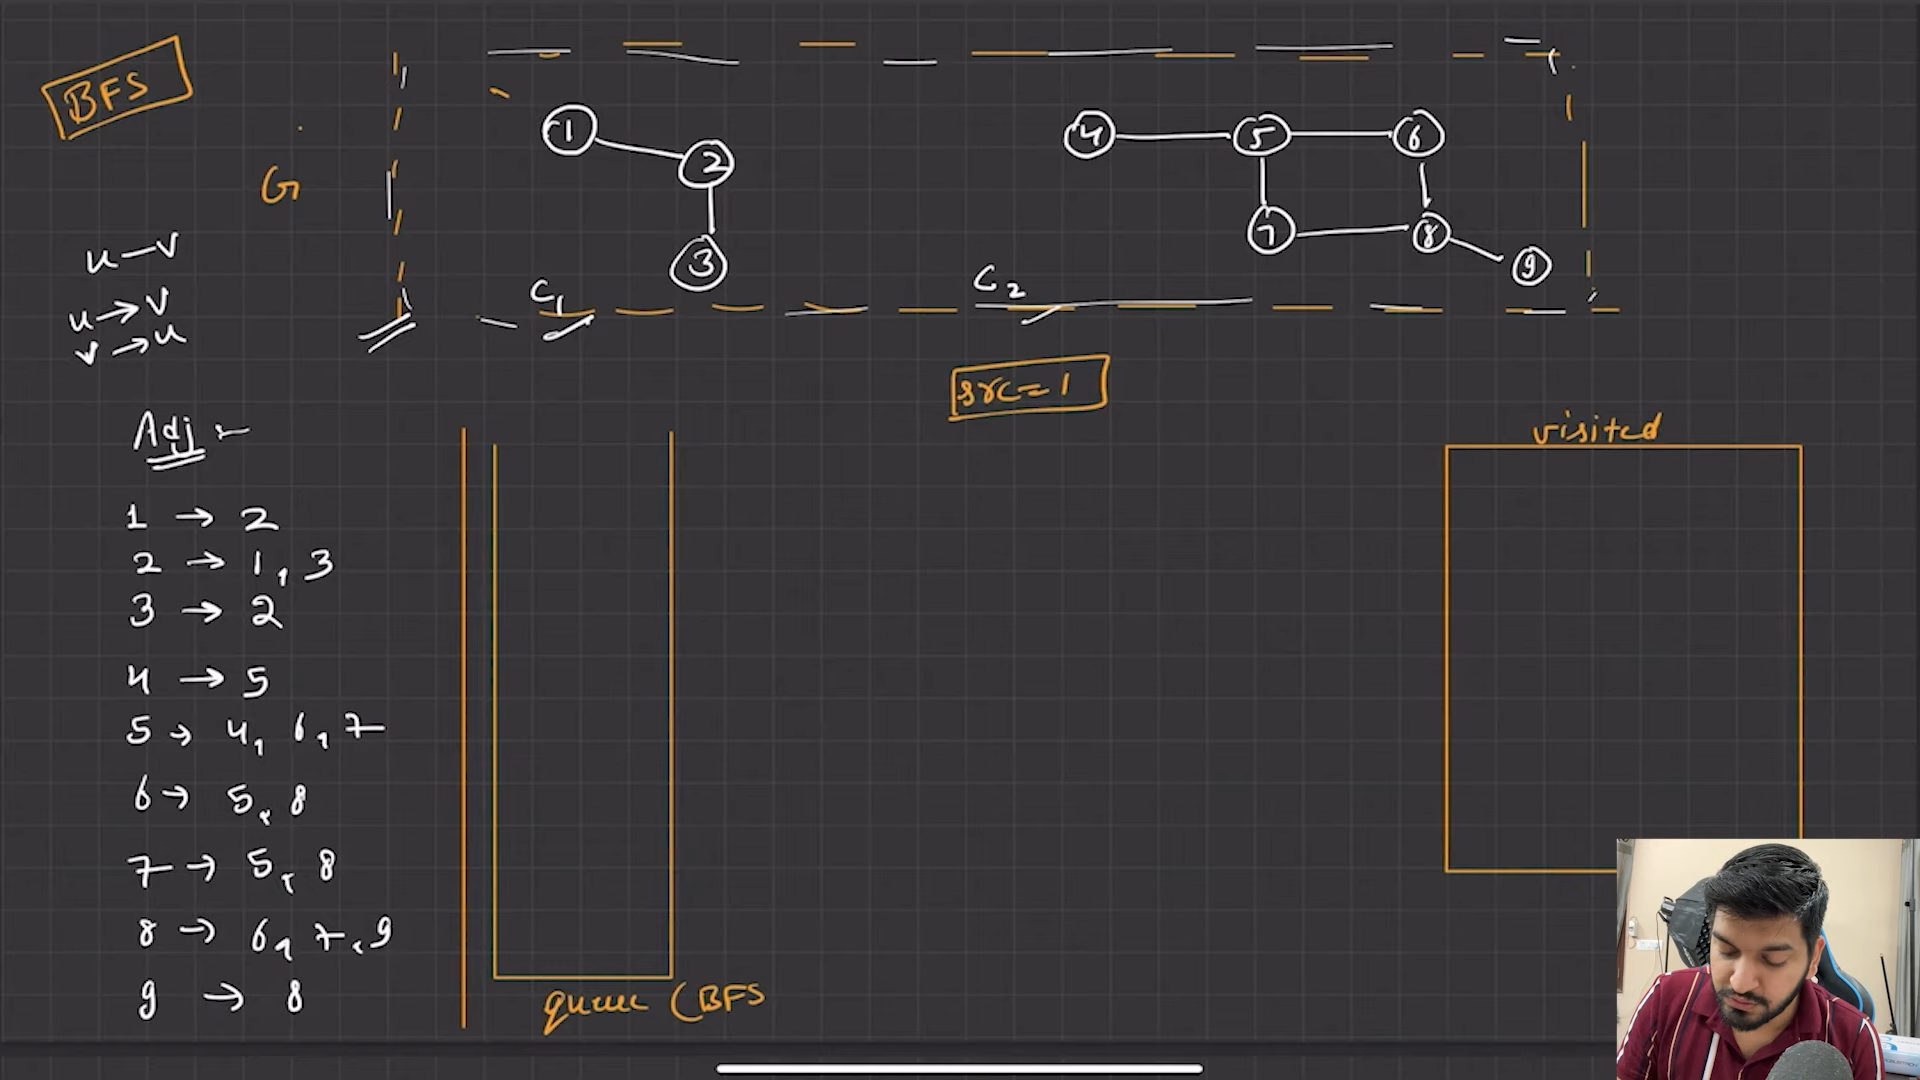 BFS
G
1
2
3
4
5
6
7
8
9
C1
C2
u — v
u → v
v → u
src = 1
Adj :-
visited
1 → 2
2 → 1, 3
3 → 2
4 → 5
5 → 4, 6, 7
6 → 5, 8
7 → 5, 8
8 → 6, 7, 9
9 → 8
queue (BFS